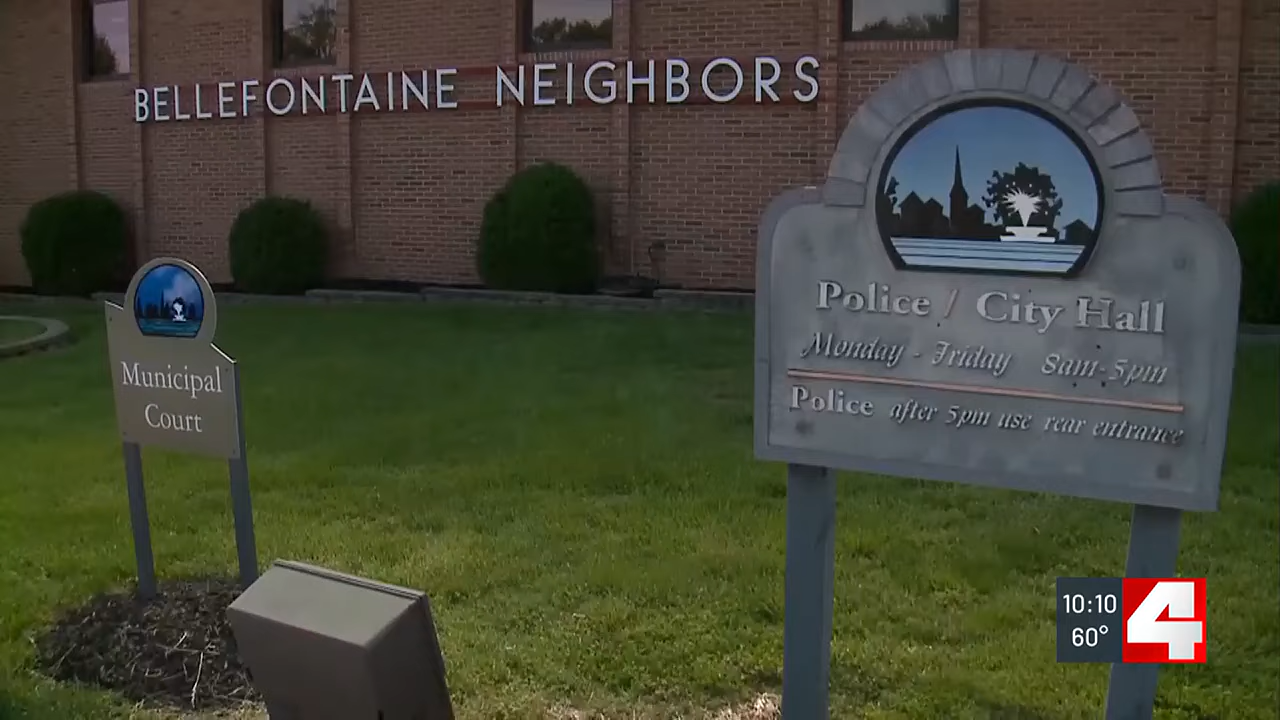 BELLEFONTAINE NEIGHBORS
Municipal
Court
Police / City Hall
Monday - Friday 8am-5pm
Police after 5pm use rear entrance
10:10
60°
4